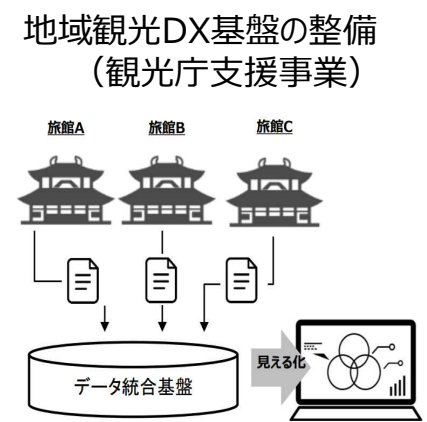 地域観光DX基盤の整備
（観光庁支援事業）
旅館A
旅館B
旅館C
見える化
データ統合基盤